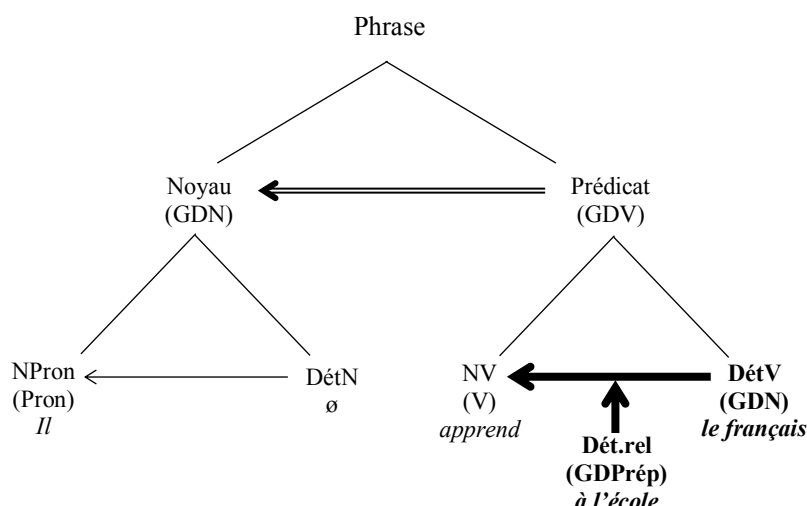 Phrase
Noyau
(GDN)
Prédicat
(GDV)
NPron
(Pron)
Il
DétN
ø
NV
(V)
apprend
DétV
(GDN)
le français
Dét.rel
(GDPrép)
à l'école